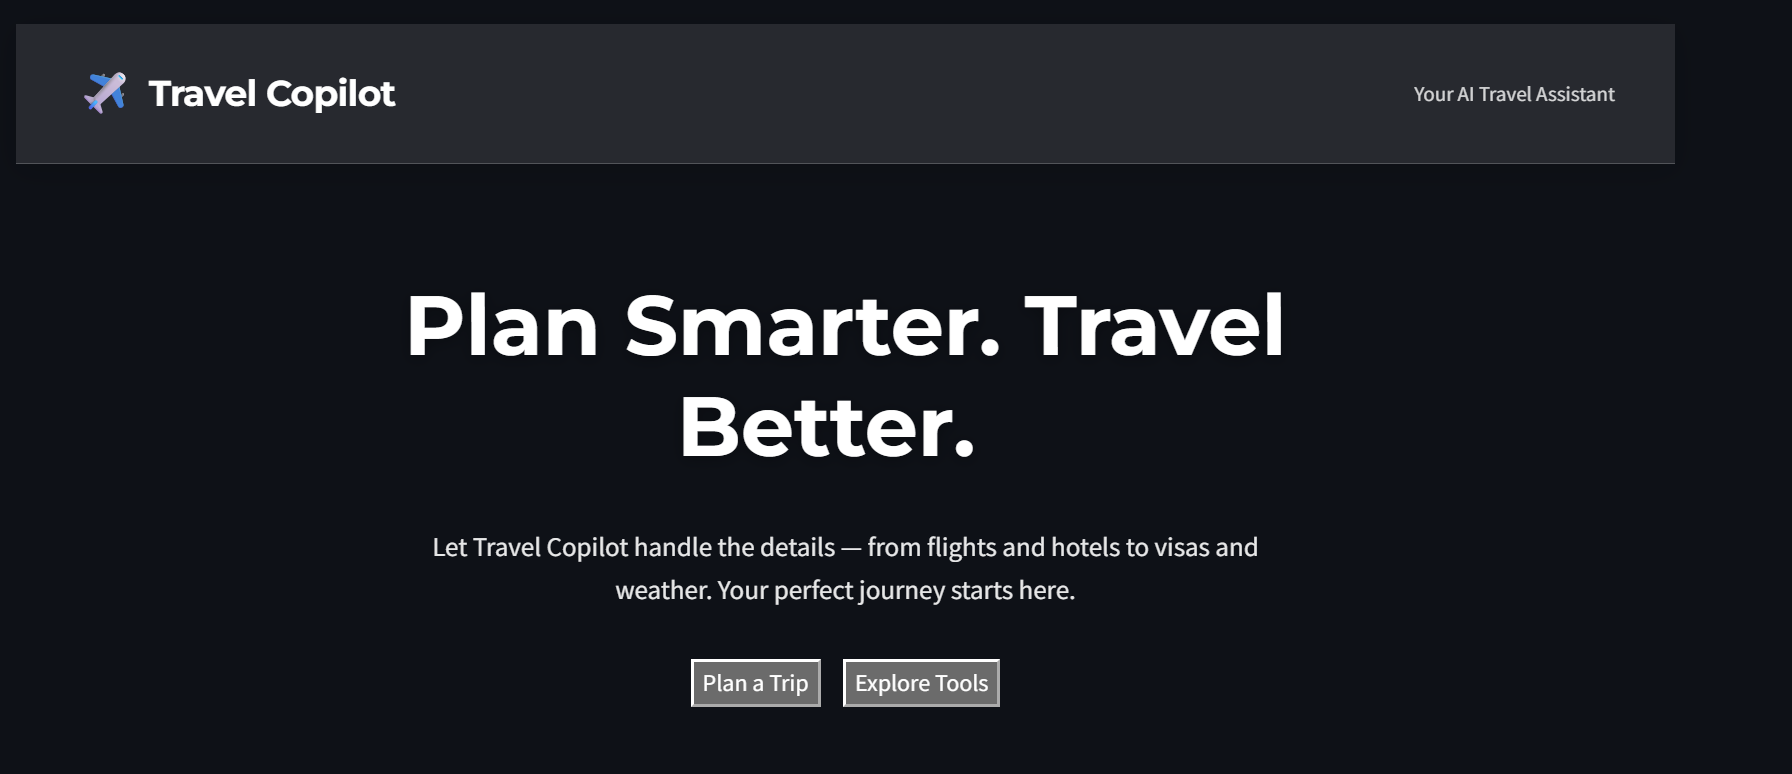 Travel Copilot
Your AI Travel Assistant
Plan Smarter. Travel
Better.
Let Travel Copilot handle the details — from flights and hotels to visas and
weather. Your perfect journey starts here.
Plan a Trip
Explore Tools